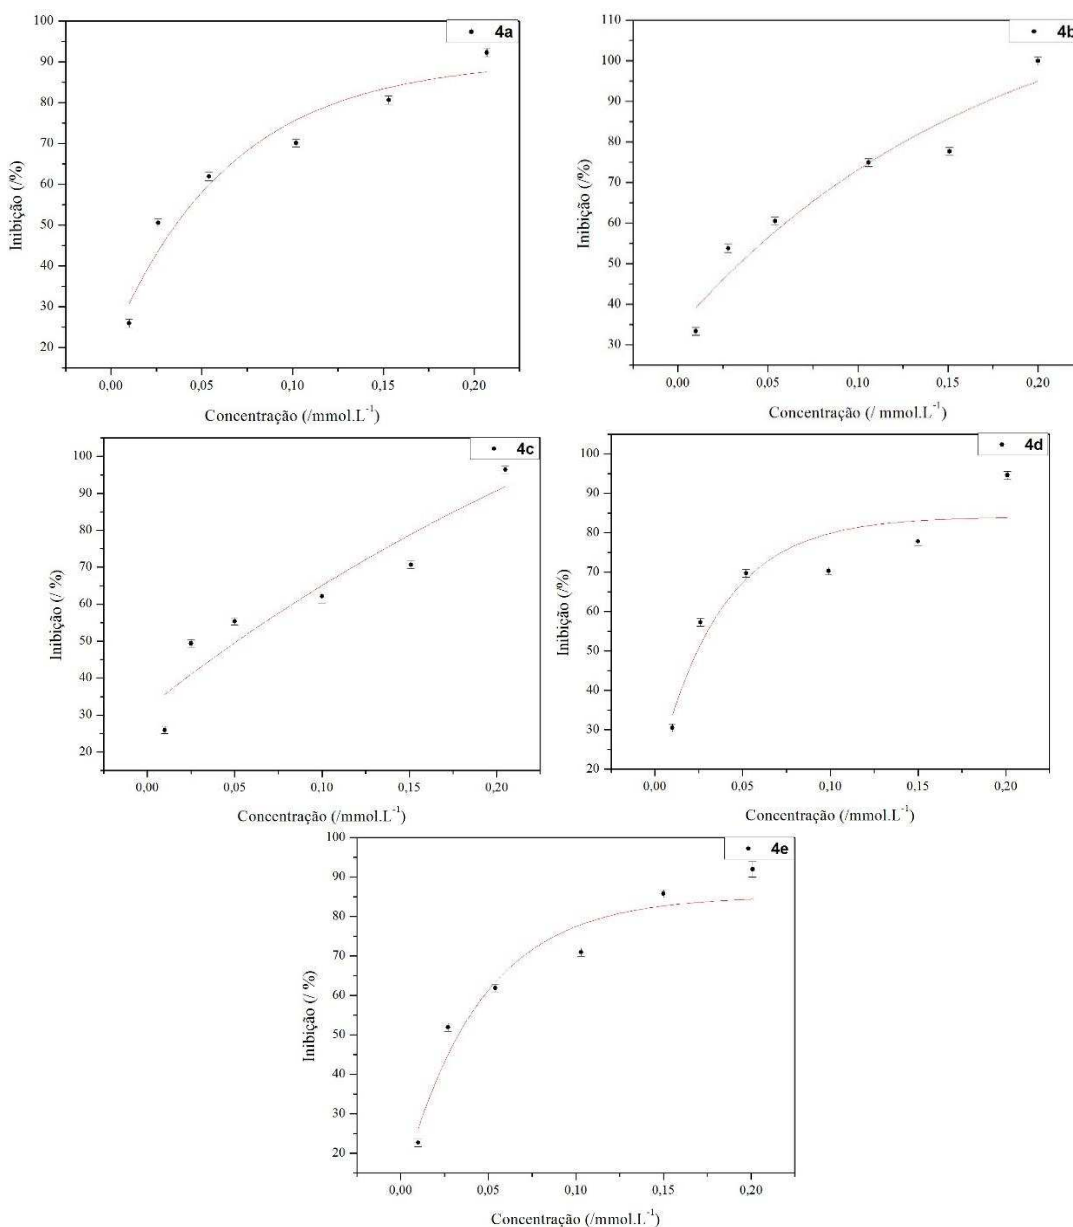 4a
100
90
80
70
60
50
40
30
20
Inibição (/%)
0,00 0,05 0,10 0,15 0,20
Concentração (/mmol.L⁻¹)
4b
110
100
90
80
70
60
50
40
30
Inibição (/%)
0,00 0,05 0,10 0,15 0,20
Concentração (/ mmol.L⁻¹)
4c
100
90
80
70
60
50
40
30
20
Inibição (/ %)
0,00 0,05 0,10 0,15 0,20
Concentração (/mmol.L⁻¹)
4d
100
90
80
70
60
50
40
30
20
Inibição (/%)
0,00 0,05 0,10 0,15 0,20
Concentração (/mmol.L⁻¹)
4e
100
90
80
70
60
50
40
30
20
Inibição (/ %)
0,00 0,05 0,10 0,15 0,20
Concentração (/mmol.L⁻¹)